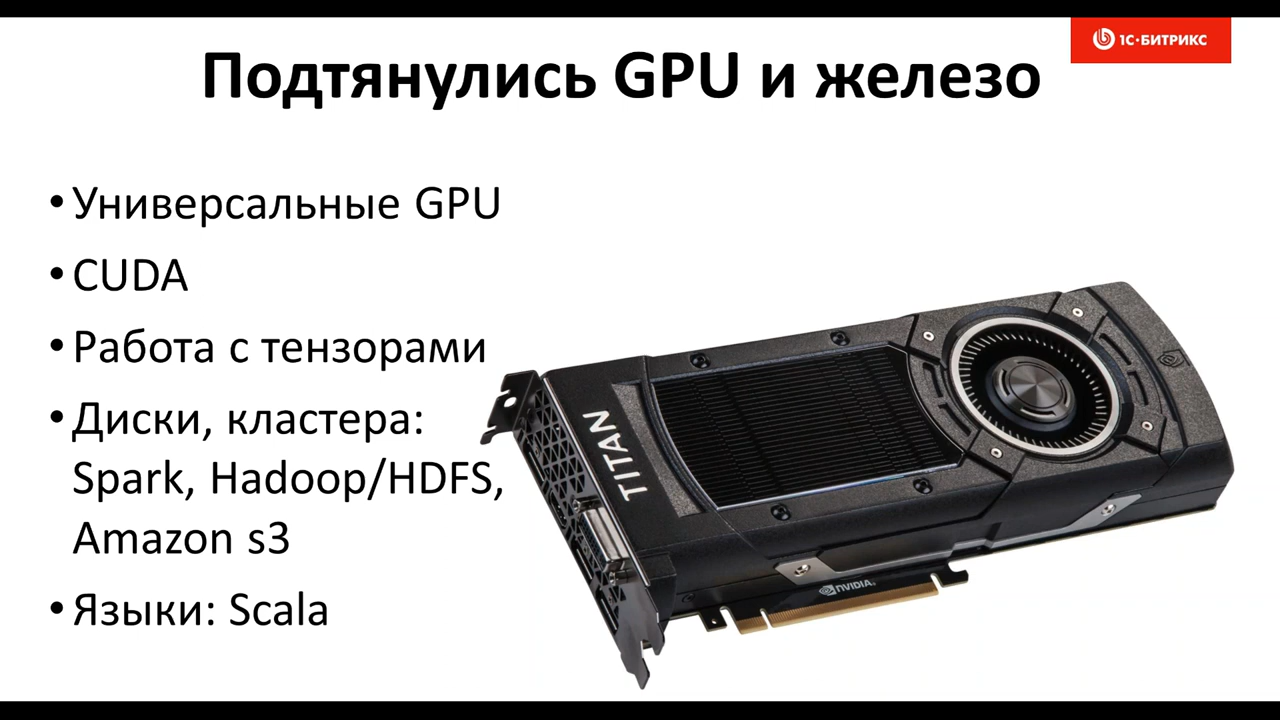 1С·БИТРИКС
Подтянулись GPU и железо
• Универсальные GPU
• CUDA
• Работа с тензорами
• Диски, кластера:
Spark, Hadoop/HDFS,
Amazon s3
• Языки: Scala
TITAN
NVIDIA.